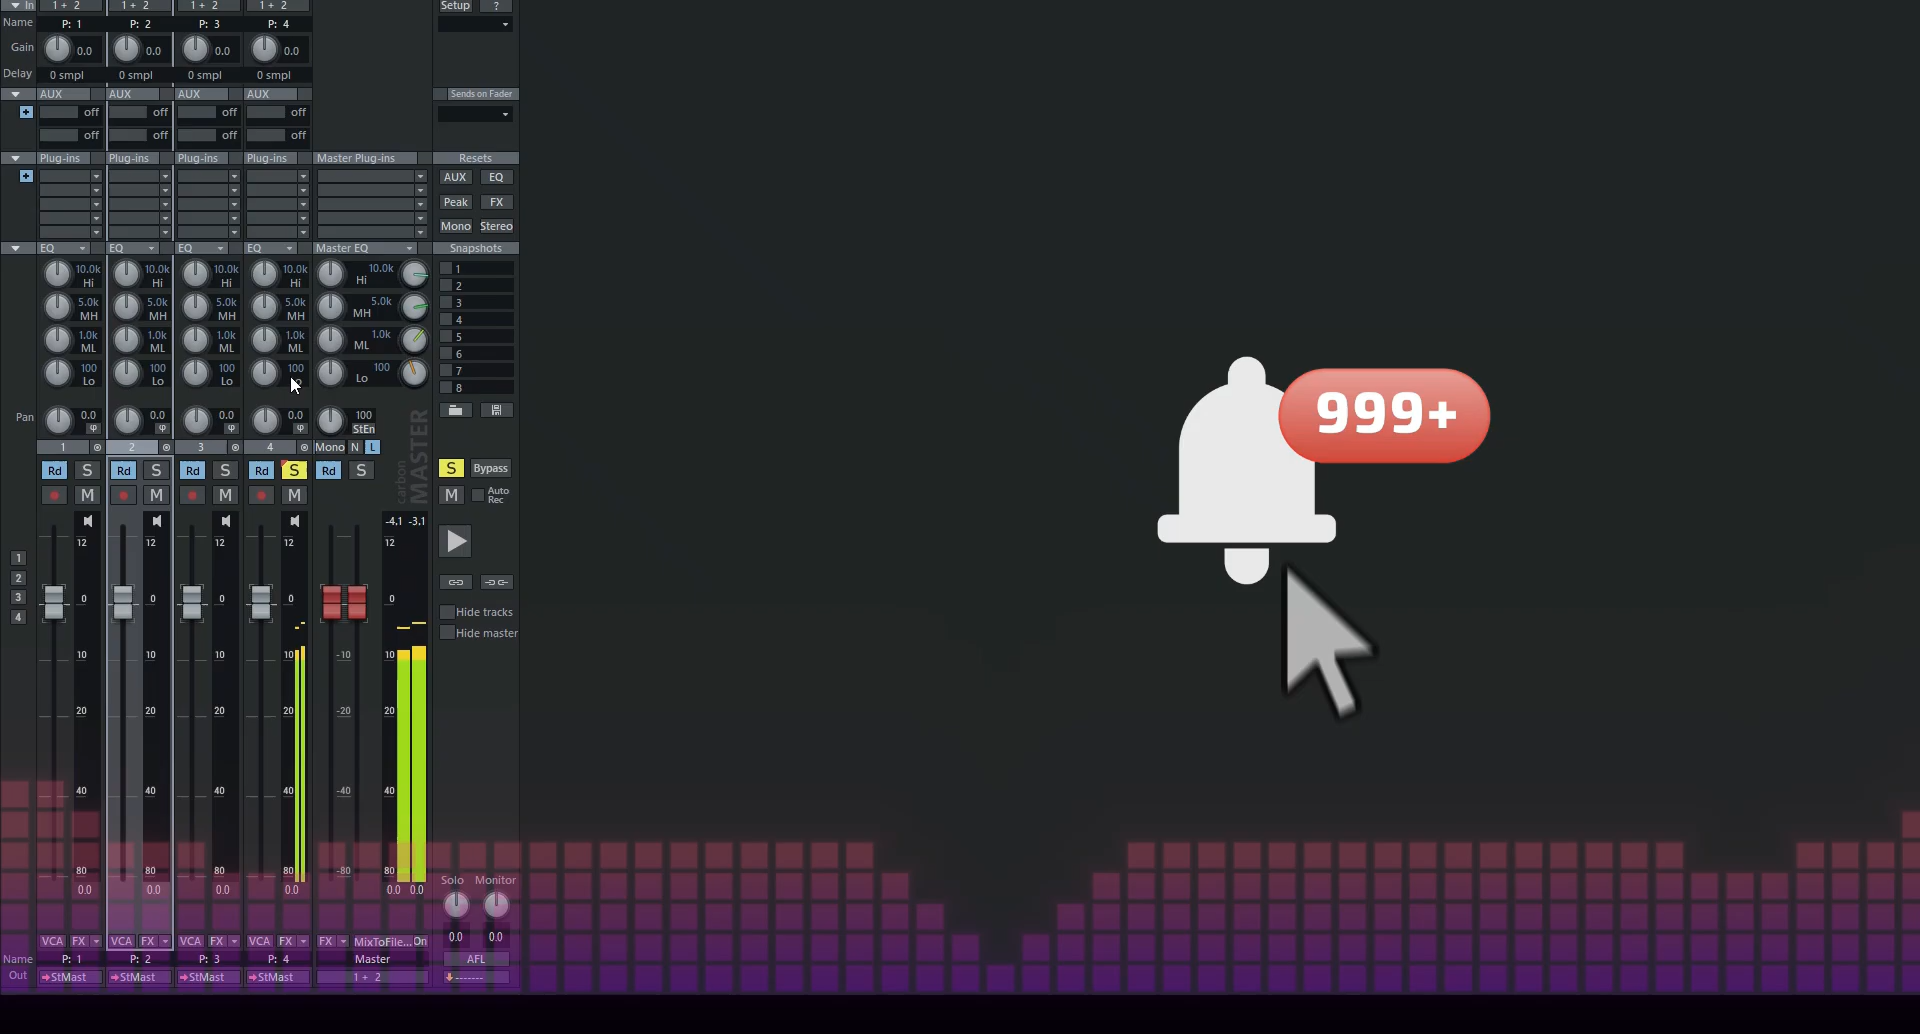 In 1 + 2 1 + 2 1 + 2 1 + 2 Setup ?
Name P: 1 P: 2 P: 3 P: 4
Gain 0.0 0.0 0.0 0.0
Delay 0 smpl 0 smpl 0 smpl 0 smpl
AUX AUX AUX AUX Sends on Fader
off off off off
off off off off
Plug-ins Plug-ins Plug-ins Plug-ins Master Plug-ins Resets
AUX EQ
Peak FX
Mono Stereo
EQ EQ EQ EQ Master EQ Snapshots
10.0k 10.0k 10.0k 10.0k 10.0k 1
Hi Hi Hi Hi Hi 2
5.0k 5.0k 5.0k 5.0k 5.0k 3
MH MH MH MH MH 4
1.0k 1.0k 1.0k 1.0k 1.0k 5
ML ML ML ML ML 6
100 100 100 100 100 7
Lo Lo Lo Lo 8
Pan 0.0 0.0 0.0 0.0 100
φ φ φ φ StEn
1 2 3 4 Mono N L
Rd S Rd S Rd S Rd S Rd S S Bypass
M M M M M Auto
Rec
carbon
MASTER
-4,1 -3,1
12 12 12 12 12
1
2
3
4
0 0 0 0 0
Hide tracks
Hide master
10 10 10 10 -10 10
20 20 20 20 -20 20
40 40 40 40 -40 40
80 80 80 80 -80 80
0.0 0.0 0.0 0.0 0.0 0.0
Solo Monitor
0.0 0.0
VCA FX VCA FX VCA FX VCA FX FX MixToFile... On
Name P: 1 P: 2 P: 3 P: 4 Master AFL
Out StMast StMast StMast StMast 1 + 2 -------
999+